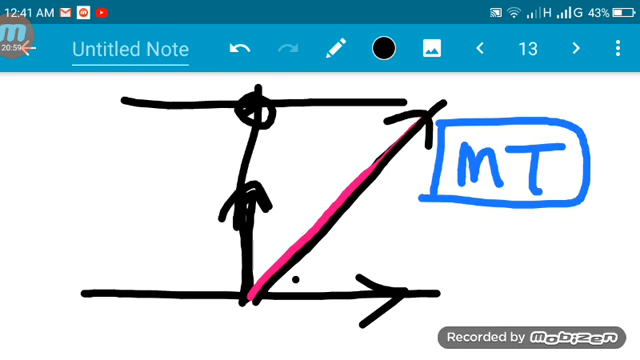 12:41 AM H G 43%
20:59 Untitled Note 13
MT
Recorded by mobizen